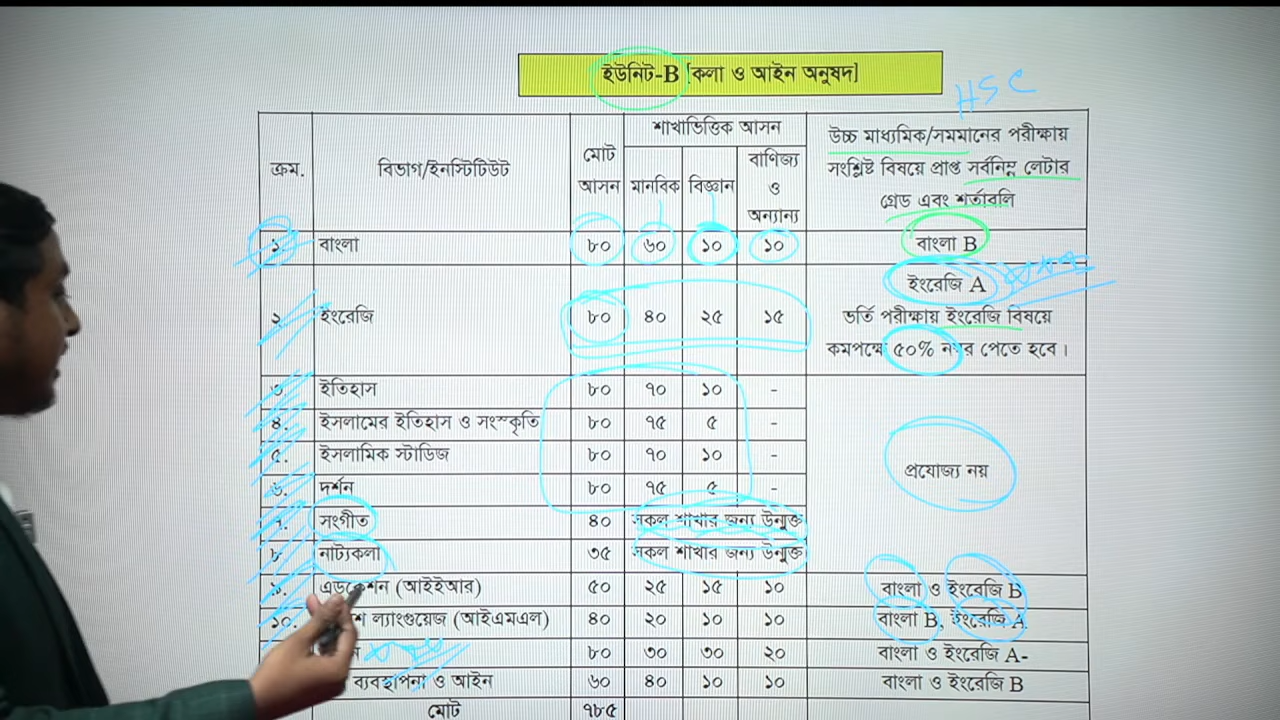 ইউনিট-B [কলা ও আইন অনুষদ]
HSC
ক্রম. বিভাগ/ইনস্টিটিউট মোট আসন শাখাভিত্তিক আসন উচ্চ মাধ্যমিক/সমমানের পরীক্ষায়
মানবিক বিজ্ঞান বাণিজ্য ও অন্যান্য সংশ্লিষ্ট বিষয়ে প্রাপ্ত সর্বনিম্ন লেটার
গ্রেড এবং শর্তাবলি
১ বাংলা ৮০ ৬০ ১০ ১০ বাংলা B
ইংরেজি A
২ ইংরেজি ৮০ ৪০ ২৫ ১৫ ভর্তি পরীক্ষায় ইংরেজি বিষয়ে
কমপক্ষে ৫০% নম্বর পেতে হবে।
৩ ইতিহাস ৮০ ৭০ ১০ -
৪. ইসলামের ইতিহাস ও সংস্কৃতি ৮০ ৭৫ ৫ -
৫. ইসলামিক স্টাডিজ ৮০ ৭০ ১০ -
প্রযোজ্য নয়
৬. দর্শন ৮০ ৭৫ ৫ -
৭. সংগীত ৪০ সকল শাখার জন্য উন্মুক্ত
৮ নাট্যকলা ৩৫ সকল শাখার জন্য উন্মুক্ত
৯. এডুকেশন (আইইআর) ৫০ ২৫ ১৫ ১০ বাংলা ও ইংরেজি B
১০. ল্যাংগুয়েজ (আইএমএল) ৪০ ২০ ১০ ১০ বাংলা B, ইংরেজি A
৮০ ৩০ ৩০ ২০ বাংলা ও ইংরেজি A-
ব্যবস্থাপনা ও আইন ৬০ ৪০ ১০ ১০ বাংলা ও ইংরেজি B
মোট ৭৮৫